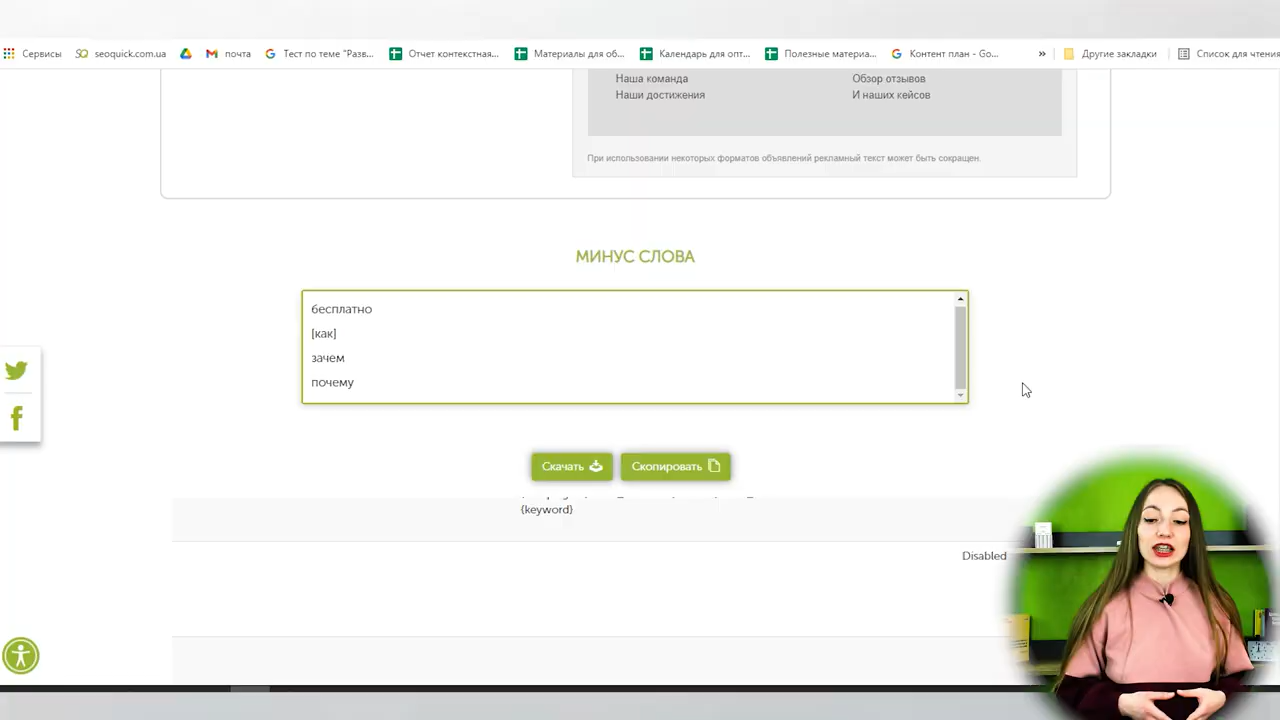 Сервисы
seoquick.com.ua
почта
Тест по теме "Разв...
Отчет контекстная...
Материалы для об...
Календарь для опт...
Полезные материа...
Контент план - Go...
»
Другие закладки
Список для чтения
Наша команда
Обзор отзывов
Наши достижения
И наших кейсов
При использовании некоторых форматов объявлений рекламный текст может быть сокращен.
МИНУС СЛОВА
бесплатно
[как]
зачем
почему
Скачать
Скопировать
{keyword}
Disabled